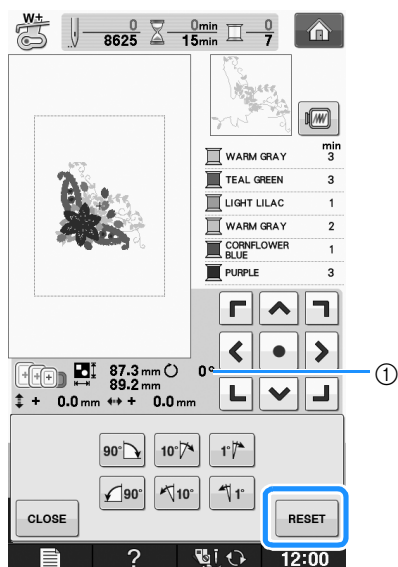 W+
0 0min 0
8625 15min 7
min
WARM GRAY 3
TEAL GREEN 3
LIGHT LILAC 1
WARM GRAY 2
CORNFLOWER
BLUE 1
PURPLE 3
87.3 mm 0°
89.2 mm
+ 0.0 mm + 0.0 mm
①
90° 10° 1°
90° 10° 1°
CLOSE RESET
? 12:00